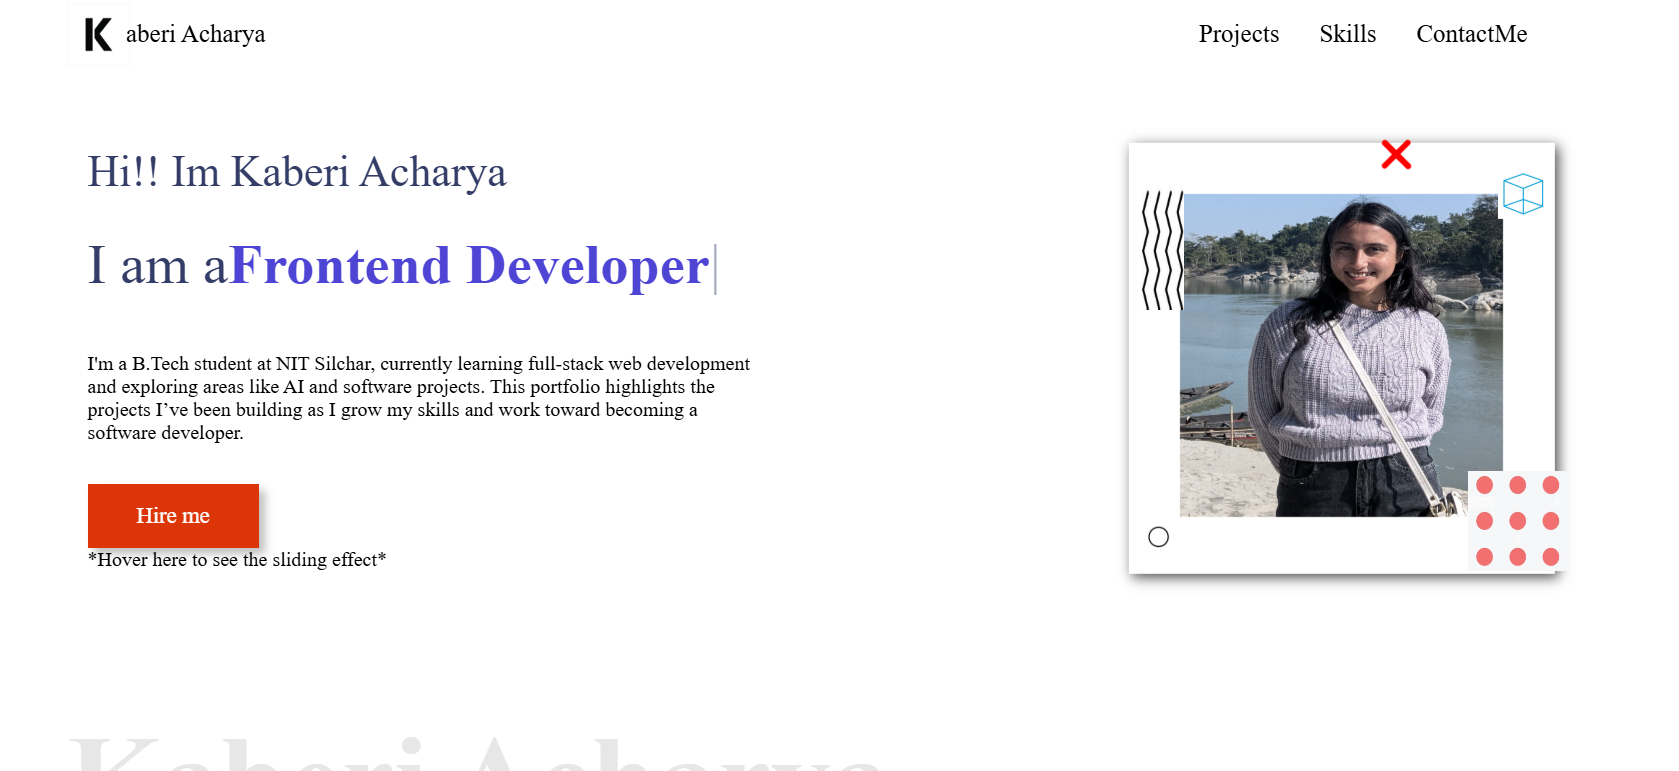 Kaberi Acharya
Projects Skills ContactMe
Hi!! Im Kaberi Acharya
I am aFrontend Developer
I'm a B.Tech student at NIT Silchar, currently learning full-stack web development
and exploring areas like AI and software projects. This portfolio highlights the
projects I’ve been building as I grow my skills and work toward becoming a
software developer.
Hire me
*Hover here to see the sliding effect*
Kaberi Acharya